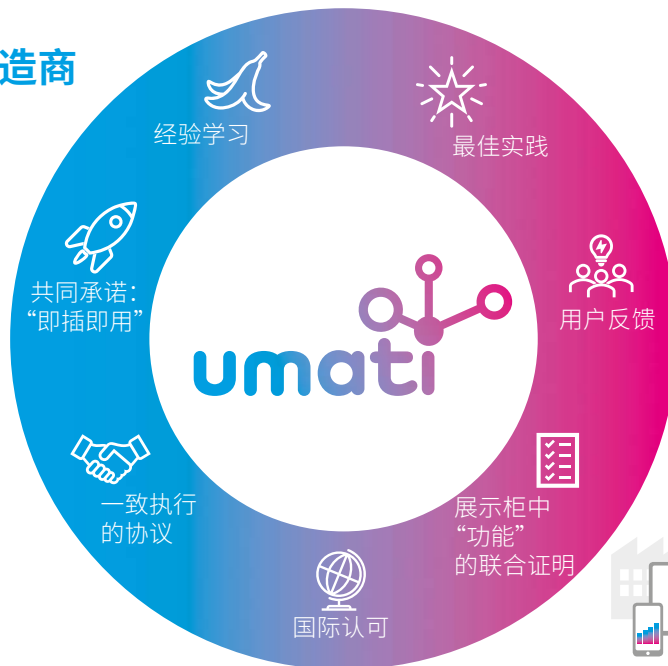 造商
经验学习
最佳实践
共同承诺：
“即插即用”
用户反馈
umati
一致执行
的协议
展示柜中
“功能”
的联合证明
国际认可